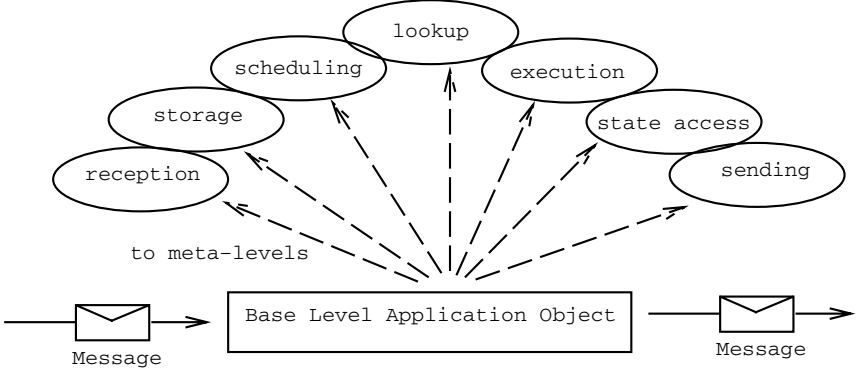 lookup
scheduling
execution
storage
state access
reception
sending
to meta-levels
Base Level Application Object
Message
Message